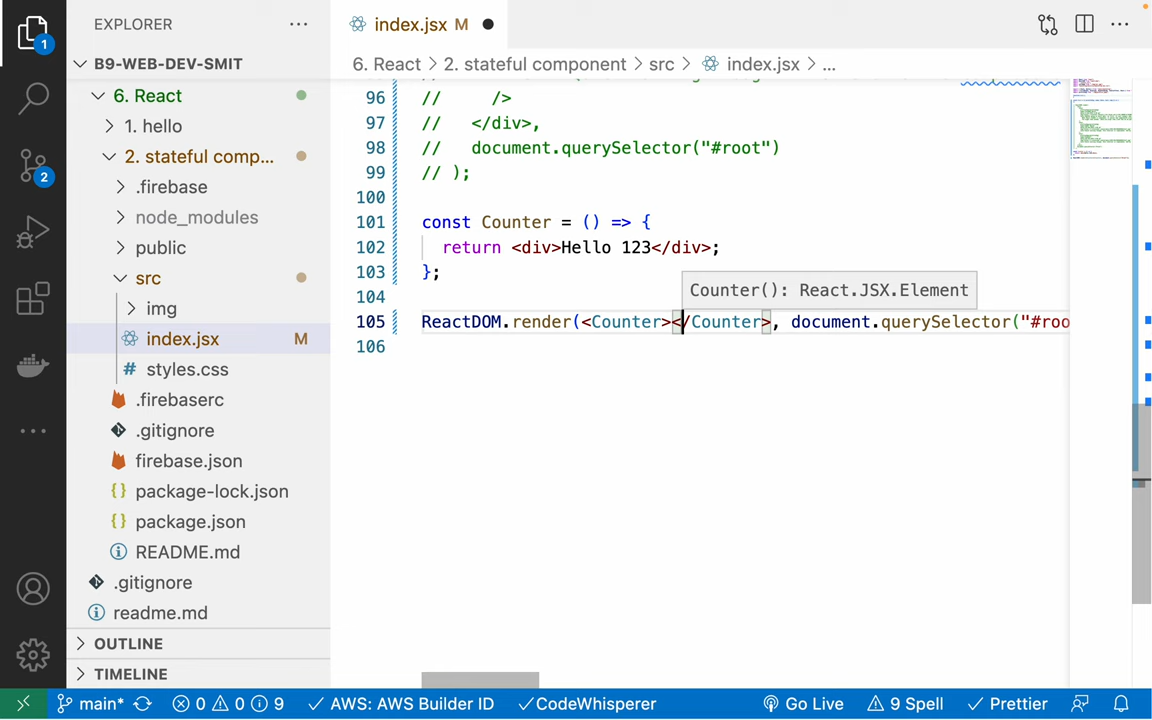 EXPLORER
index.jsx M
B9-WEB-DEV-SMIT
6. React > 2. stateful component > src > index.jsx > ...
6. React
1. hello
2. stateful comp...
.firebase
node_modules
public
src
img
index.jsx M
styles.css
.firebaserc
.gitignore
firebase.json
package-lock.json
package.json
README.md
.gitignore
readme.md
OUTLINE
TIMELINE
1
2
96 // />
97 // </div>,
98 // document.querySelector("#root")
99 // );
100
101 const Counter = () => {
102 return <div>Hello 123</div>;
103 };
104
Counter(): React.JSX.Element
105 ReactDOM.render(<Counter></Counter>, document.querySelector("#roo
106
main* 0 0 9 AWS: AWS Builder ID CodeWhisperer Go Live 9 Spell Prettier